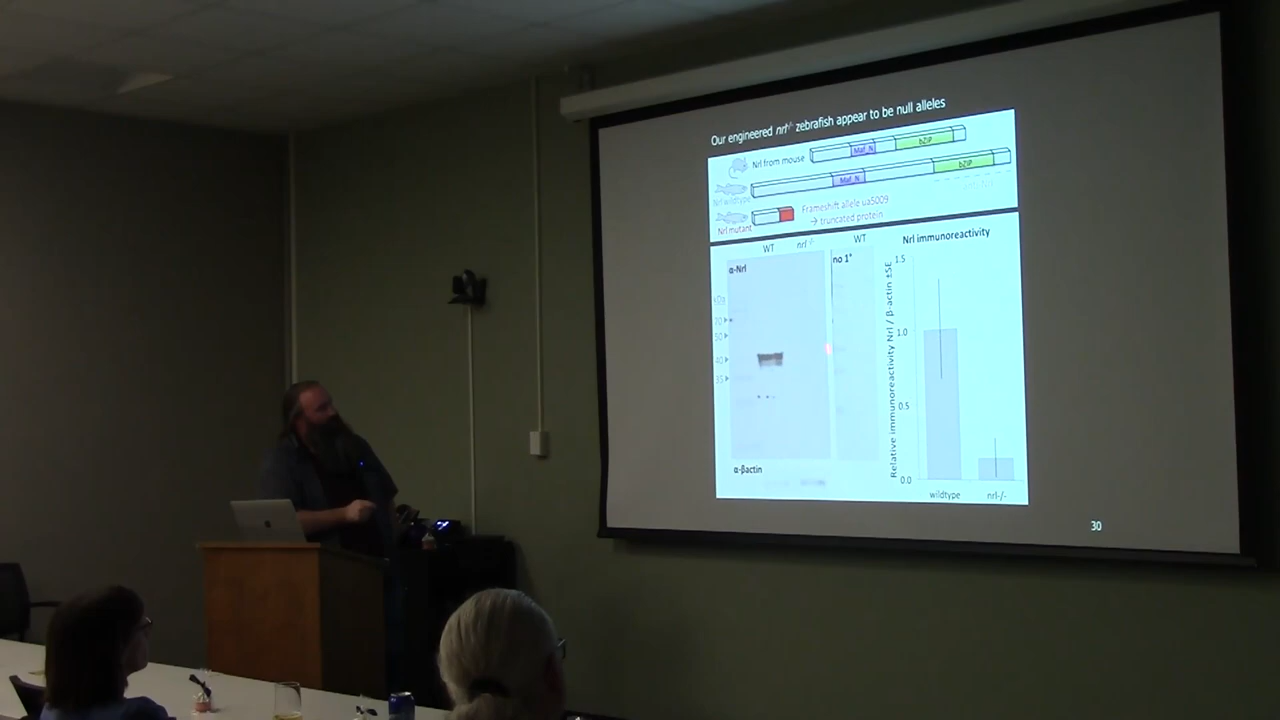 Our engineered nrl-/- zebrafish appear to be null alleles
Nrl from mouse
Maf_N
bZIP
Nrl wildtype
Maf_N
bZIP
Nrl mutant
Frameshift allele ua5009
→ truncated protein
WT
nrl-/-
WT
α-Nrl
no 1°
kDa
70
50
40
35
α-βactin
Nrl immunoreactivity
Relative immunoreactivity Nrl / β-actin ±SE
1.5
1.0
0.5
0.0
wildtype
nrl-/-
30